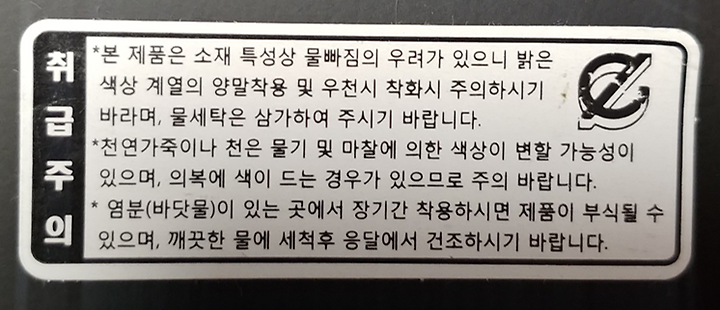 취급주의
*본 제품은 소재 특성상 물빠짐의 우려가 있으니 밝은
색상 계열의 양말착용 및 우천시 착화시 주의하시기
바라며, 물세탁은 삼가하여 주시기 바랍니다.
*천연가죽이나 천은 물기 및 마찰에 의한 색상이 변할 가능성이
있으며, 의복에 색이 드는 경우가 있으므로 주의 바랍니다.
* 염분(바닷물)이 있는 곳에서 장기간 착용하시면 제품이 부식될 수
있으며, 깨끗한 물에 세척후 응달에서 건조하시기 바랍니다.